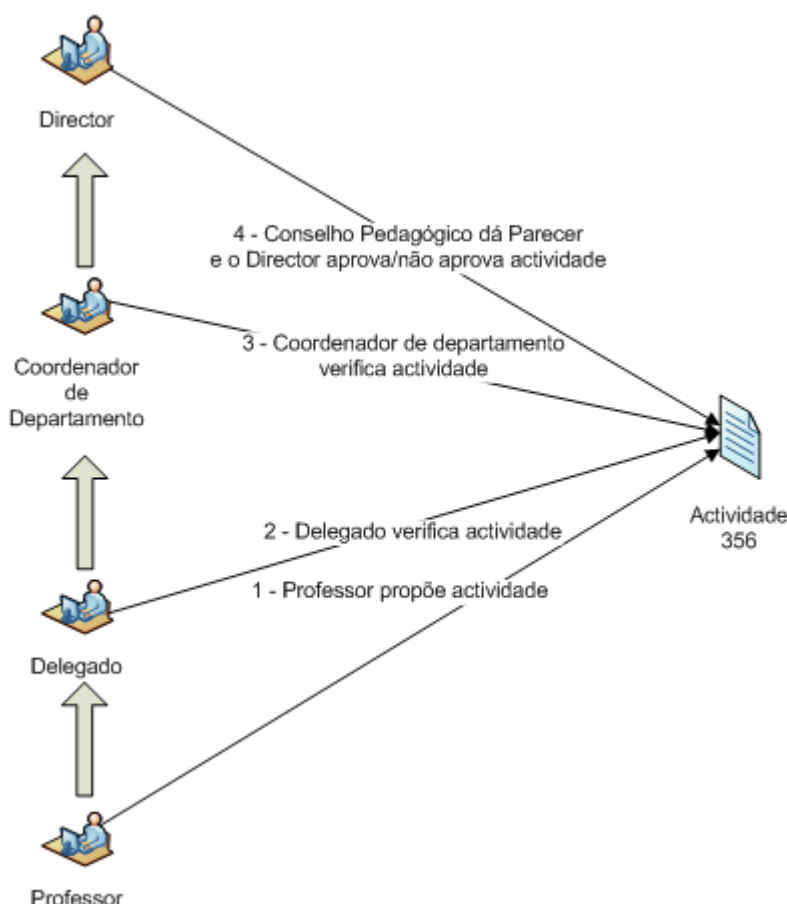 Director
4 - Conselho Pedagógico dá Parecer
e o Director aprova/não aprova actividade
3 - Coordenador de departamento
verifica actividade
Coordenador
de
Departamento
Actividade
356
2 - Delegado verifica actividade
1 - Professor propõe actividade
Delegado
Professor